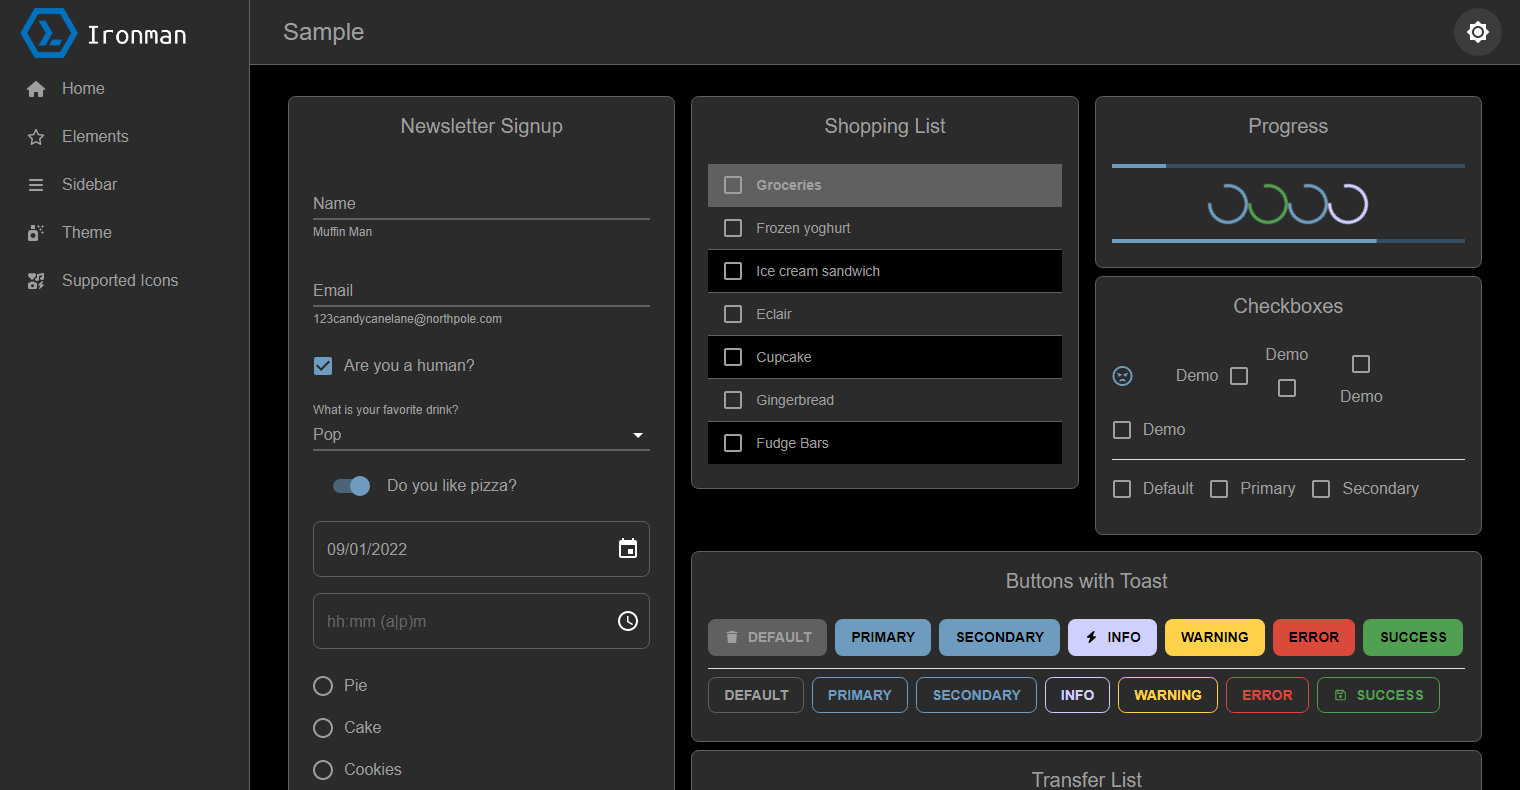 Ironman
Home
Elements
Sidebar
Theme
Supported Icons
Sample
Newsletter Signup
Name
Muffin Man
Email
123candycanelane@northpole.com
Are you a human?
What is your favorite drink?
Pop
Do you like pizza?
09/01/2022
hh:mm (a|p)m
Pie
Cake
Cookies
Shopping List
Groceries
Frozen yoghurt
Ice cream sandwich
Eclair
Cupcake
Gingerbread
Fudge Bars
Progress
Checkboxes
Demo
Demo
Demo
Demo
Default Primary Secondary
Buttons with Toast
DEFAULT PRIMARY SECONDARY INFO WARNING ERROR SUCCESS
DEFAULT PRIMARY SECONDARY INFO WARNING ERROR SUCCESS
Transfer List